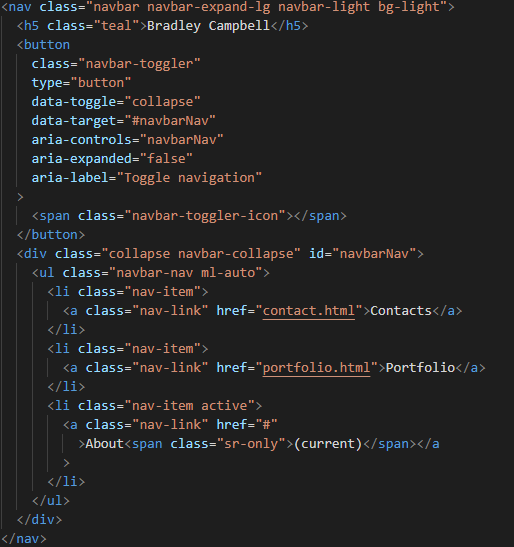 <nav class="navbar navbar-expand-lg navbar-light bg-light">
  <h5 class="teal">Bradley Campbell</h5>
  <button
    class="navbar-toggler"
    type="button"
    data-toggle="collapse"
    data-target="#navbarNav"
    aria-controls="navbarNav"
    aria-expanded="false"
    aria-label="Toggle navigation"
  >
    <span class="navbar-toggler-icon"></span>
  </button>
  <div class="collapse navbar-collapse" id="navbarNav">
    <ul class="navbar-nav ml-auto">
      <li class="nav-item">
        <a class="nav-link" href="contact.html">Contacts</a>
      </li>
      <li class="nav-item">
        <a class="nav-link" href="portfolio.html">Portfolio</a>
      </li>
      <li class="nav-item active">
        <a class="nav-link" href="#"
          >About<span class="sr-only">(current)</span></a
        >
      </li>
    </ul>
  </div>
</nav>